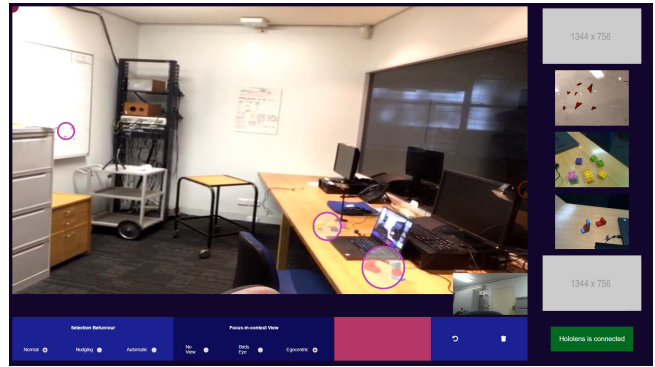 1344 x 756
1344 x 756
Hololens is connected
Selection Behaviour
Normal
Nudging
Automatic
Focus-in-context View
No
View
Birds
Eye
Egocentric